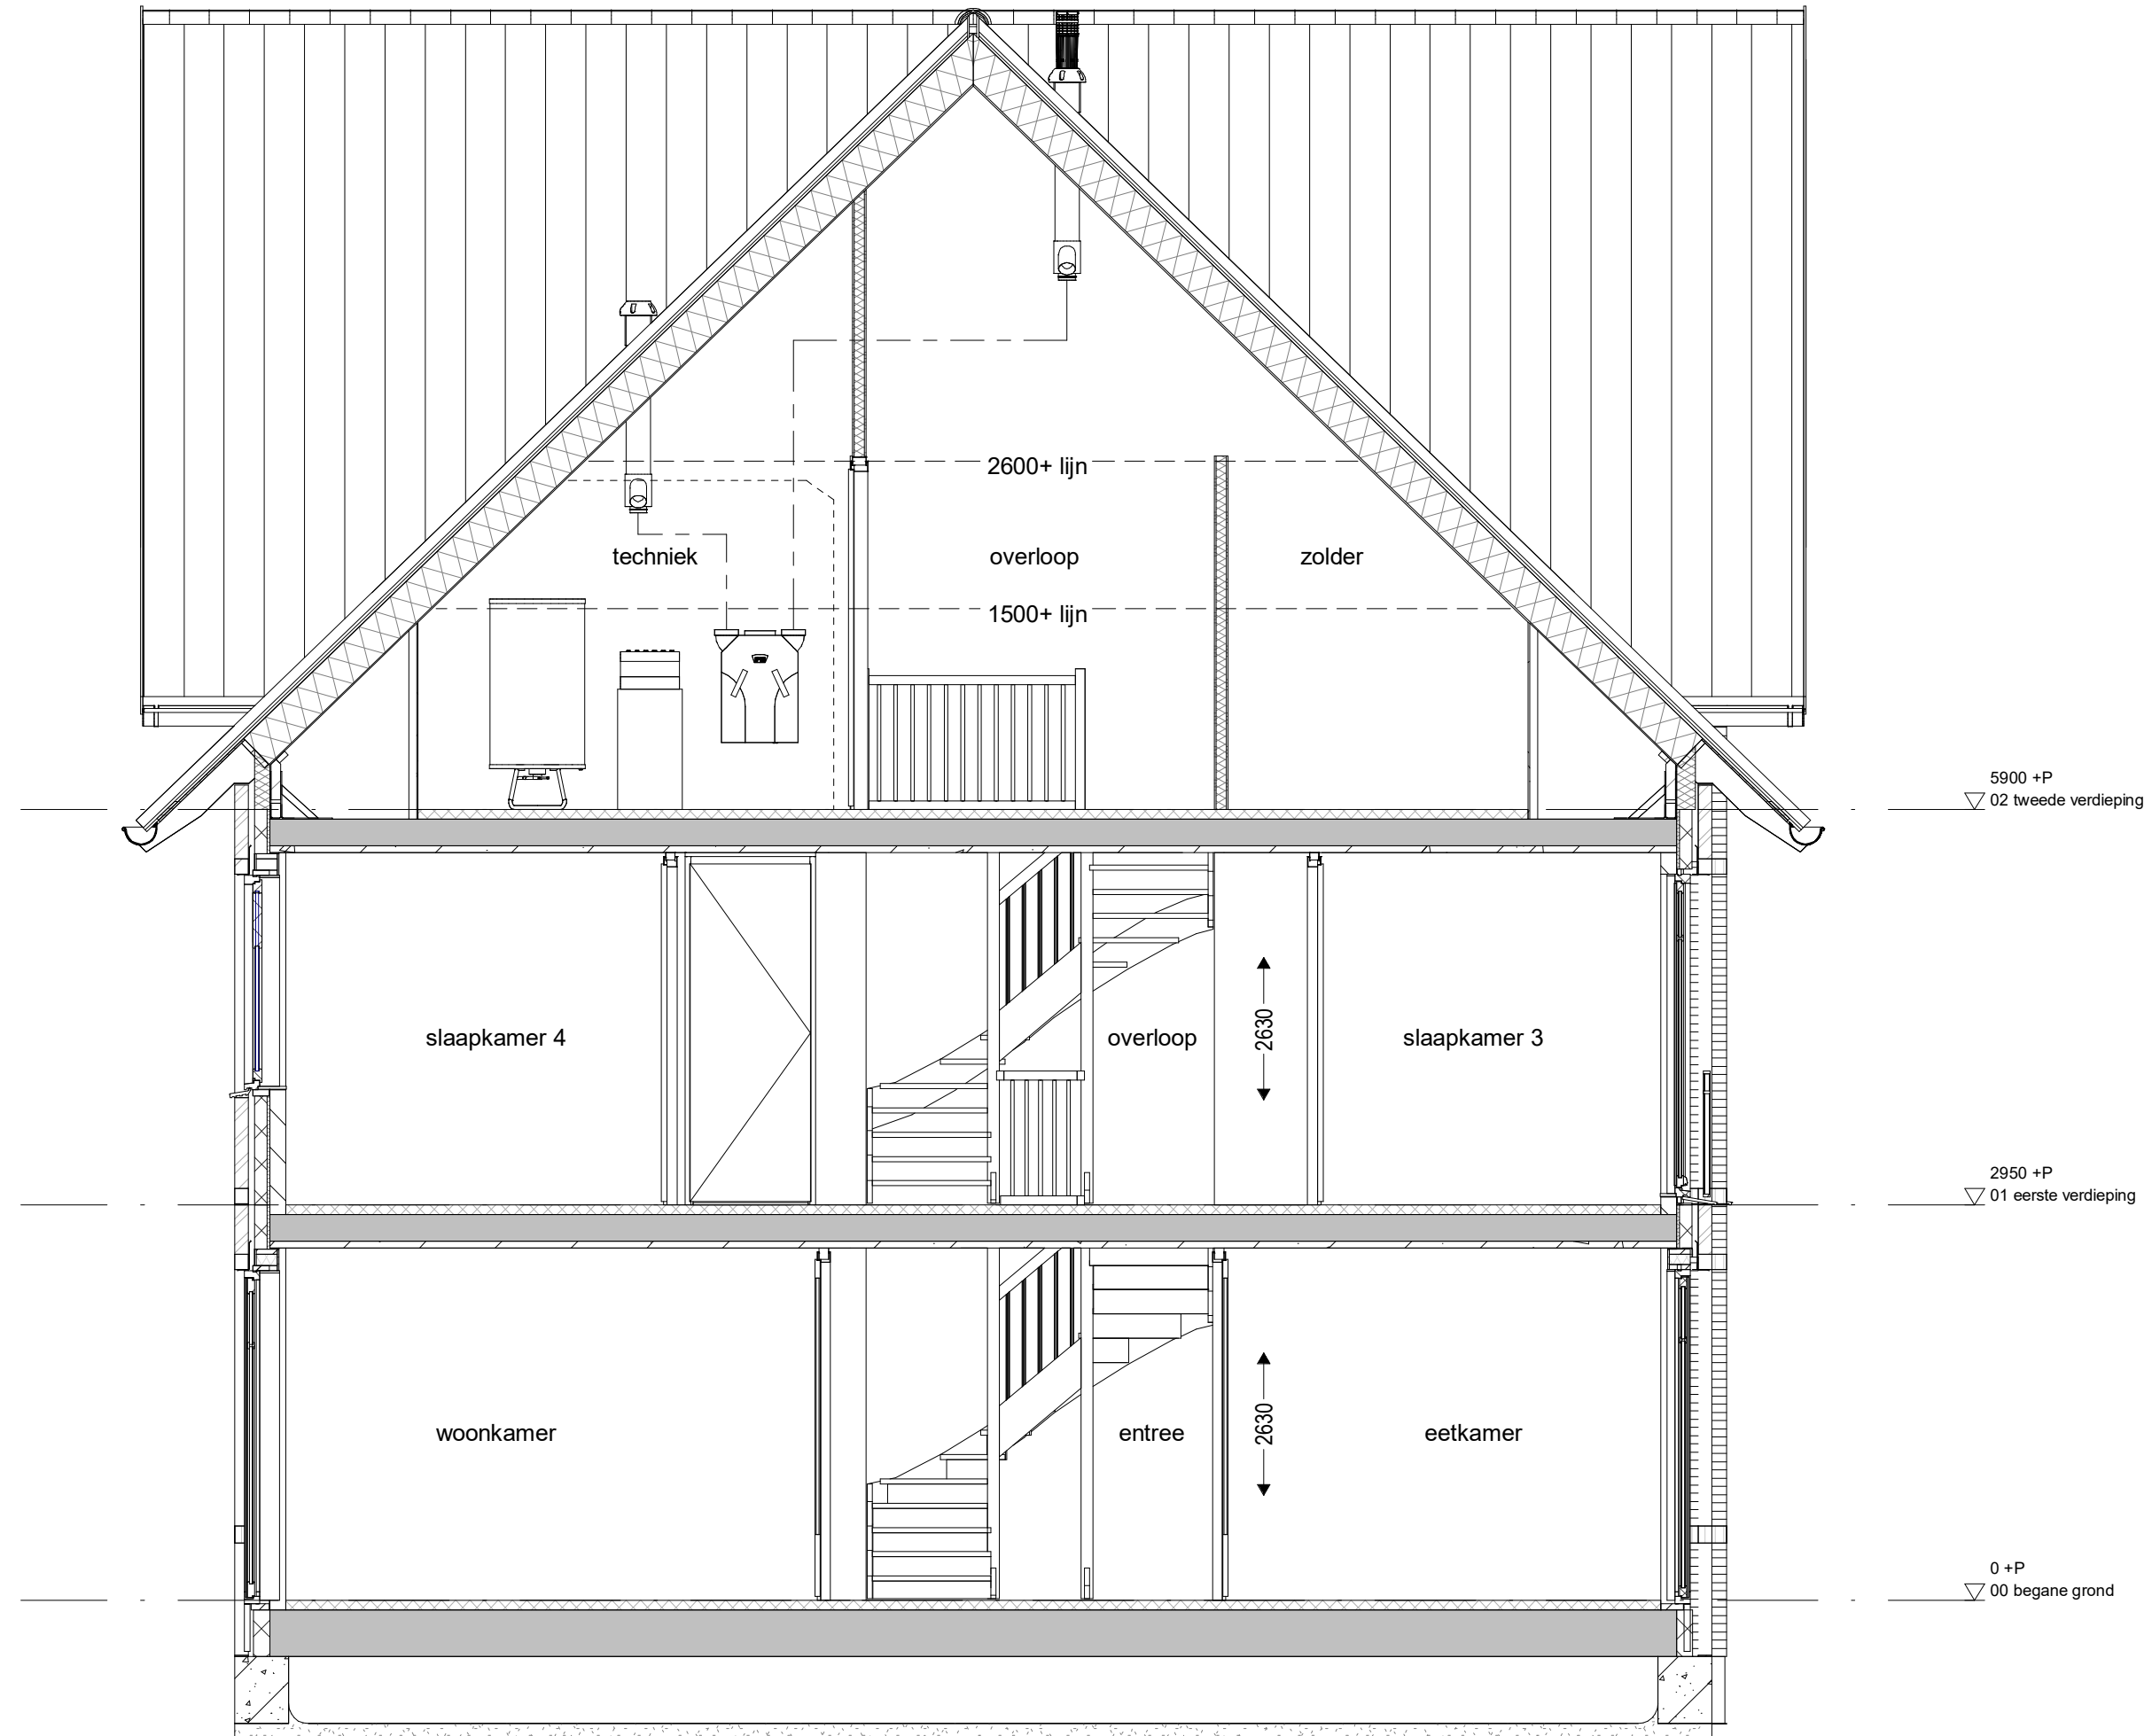 2600+ lijn
techniek
overloop
zolder
1500+ lijn
5900 +P
02 tweede verdieping
slaapkamer 4
overloop
2630
slaapkamer 3
2950 +P
01 eerste verdieping
woonkamer
entree
2630
eetkamer
0 +P
00 begane grond